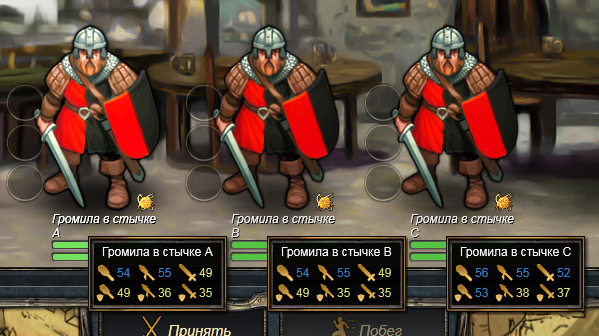 Громила в стычке
A
Громила в стычке
B
Громила в стычке
C
Громила в стычке A
54 55 49
49 36 35
Громила в стычке B
54 55 49
49 35 35
Громила в стычке C
56 55 52
53 38 37
Принять
Побег